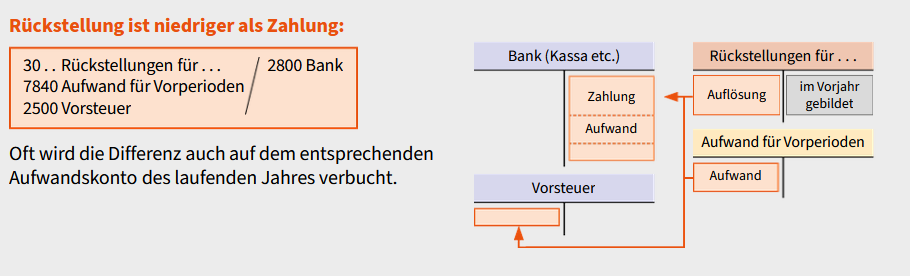 Rückstellung ist niedriger als Zahlung:
30 . . Rückstellungen für . . . / 2800 Bank
7840 Aufwand für Vorperioden
2500 Vorsteuer
Oft wird die Differenz auch auf dem entsprechenden
Aufwandskonto des laufenden Jahres verbucht.
Bank (Kassa etc.)
Zahlung
Aufwand
Vorsteuer
Rückstellungen für . . .
Auflösung
im Vorjahr
gebildet
Aufwand für Vorperioden
Aufwand